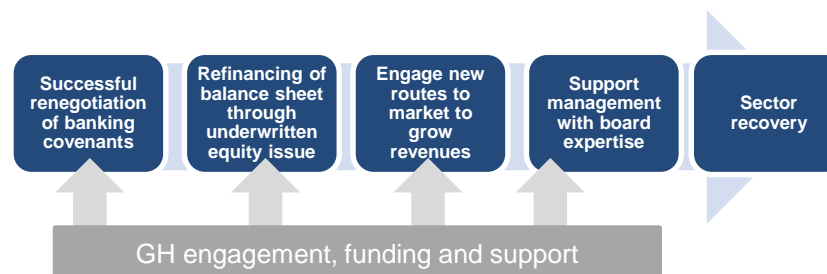 Successful
renegotiation
of banking
covenants
Refinancing of
balance sheet
through
underwritten
equity issue
Engage new
routes to
market to
grow
revenues
Support
management
with board
expertise
Sector
recovery
GH engagement, funding and support